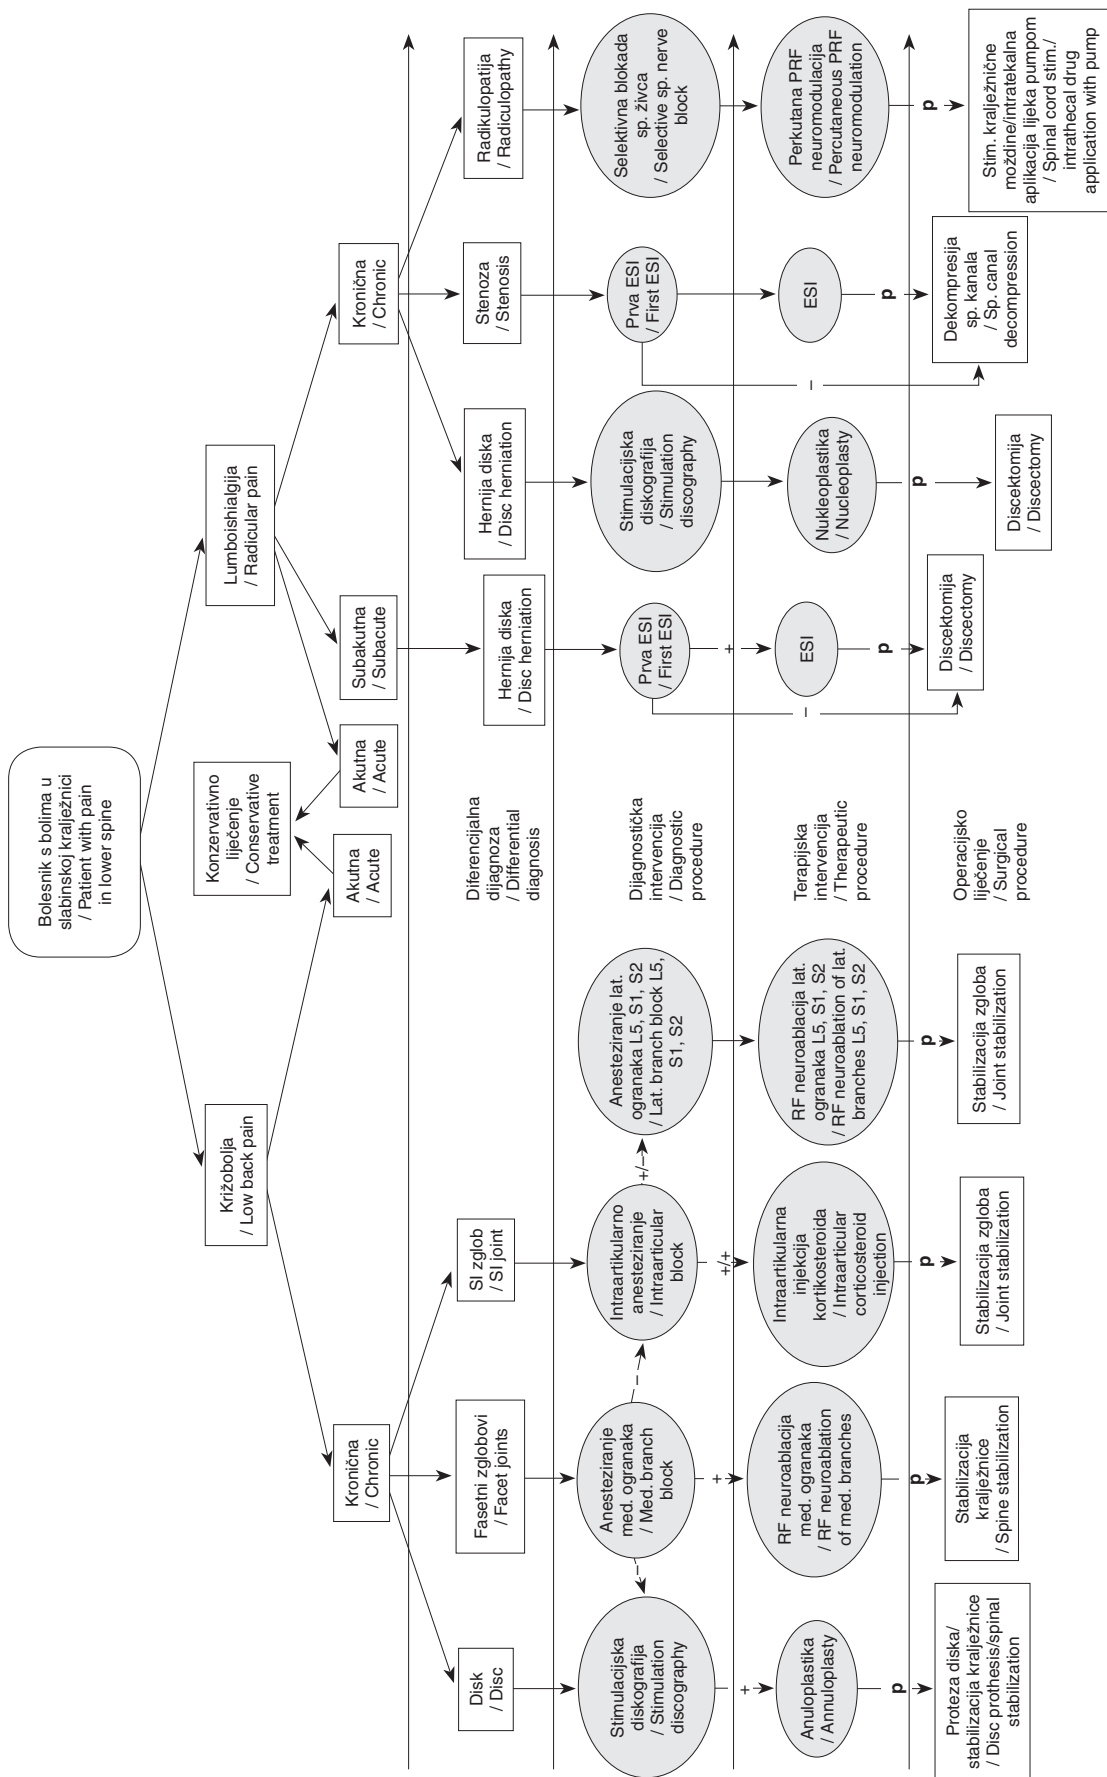 Bolesnik s bolima u
slabinskoj kralježnici
/ Patient with pain
in lower spine
Križobolja
/ Low back pain
Konzervativno
liječenje
/ Conservative
treatment
Lumboishialgija
/ Radicular pain
Kronična
/ Chronic
Akutna
/ Acute
Akutna
/ Acute
Subakutna
/ Subacute
Kronična
/ Chronic
Disk
/ Disc
Fasetni zglobovi
/ Facet joints
SI zglob
/ SI joint
Diferencijalna
dijagnoza
/ Differential
diagnosis
Hernija diska
/ Disc herniation
Hernija diska
/ Disc herniation
Stenoza
/ Stenosis
Radikulopatija
/ Radiculopathy
Stimulacijska
diskografija
/ Stimulation
discography
–
Anesteziranje
med. ogranaka
/ Med. branch
block
–
Intraartikularno
anesteziranje
/ Intraarticular
block
+/–
Anesteziranje lat.
ogranaka L5, S1, S2
/ Lat. branch block L5,
S1, S2
Dijagnostička
intervencija
/ Diagnostic
procedure
Prva ESI
/ First ESI
Stimulacijska
diskografija
/ Stimulation
discography
Prva ESI
/ First ESI
Selektivna blokada
sp. živca
/ Selective sp. nerve
block
+
+
+/+
+
Anuloplastika
/ Annuloplasty
RF neuroablacija
med. ogranaka
/ RF neuroablation
of med. branches
Intraartikularna
injekcija
kortikosteroida
/ Intraarticular
corticosteroid
injection
RF neuroablacija lat.
ogranaka L5, S1, S2
/ RF neuroablation of lat.
branches L5, S1, S2
Terapijska
intervencija
/ Therapeutic
procedure
–
ESI
Nukleoplastika
/ Nucleoplasty
–
ESI
Perkutana PRF
neuromodulacija
/ Percutaneous PRF
neuromodulation
p
p
p
p
p
p
p
p
Proteza diska/
stabilizacija kralježnice
/ Disc prothesis/spinal
stabilization
Stabilizacija
kralježnice
/ Spine stabilization
Stabilizacija zgloba
/ Joint stabilization
Stabilizacija zgloba
/ Joint stabilization
Operacijsko
liječenje
/ Surgical
procedure
Discektomija
/ Discectomy
Discektomija
/ Discectomy
Dekompresija
sp. kanala
/ Sp. canal
decompression
Stim. kralježnične
moždine/intratekalna
aplikacija lijeka pumpom
/ Spinal cord stim./
intrathecal drug
application with pump